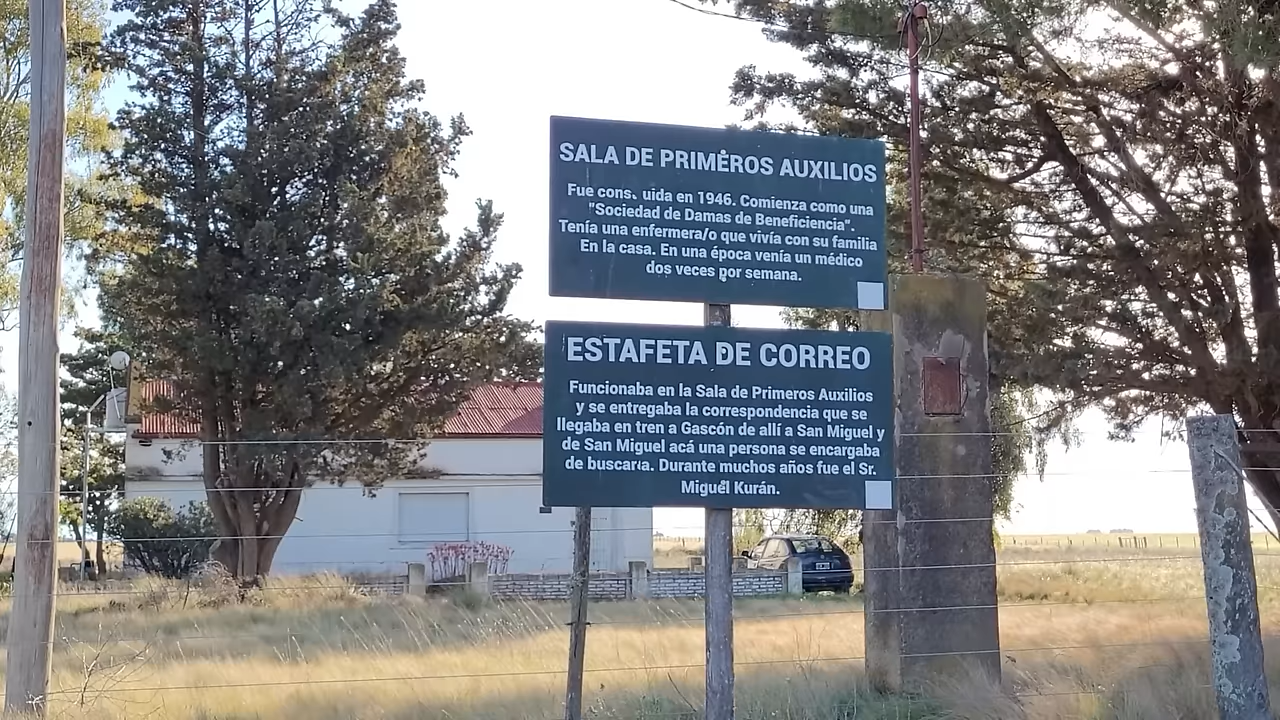 SALA DE PRIMEROS AUXILIOS
Fue cons uida en 1946. Comienza como una
"Sociedad de Damas de Beneficiencia".
Tenía una enfermera/o que vivía con su familia
En la casa. En una época venía un médico
dos veces por semana.
ESTAFETA DE CORREO
Funcionaba en la Sala de Primeros Auxilios
y se entregaba la correspondencia que se
llegaba en tren a Gascón de allí a San Miguel y
de San Miguel acá una persona se encargaba
de buscarla. Durante muchos años fue el Sr.
Miguel Kurán.